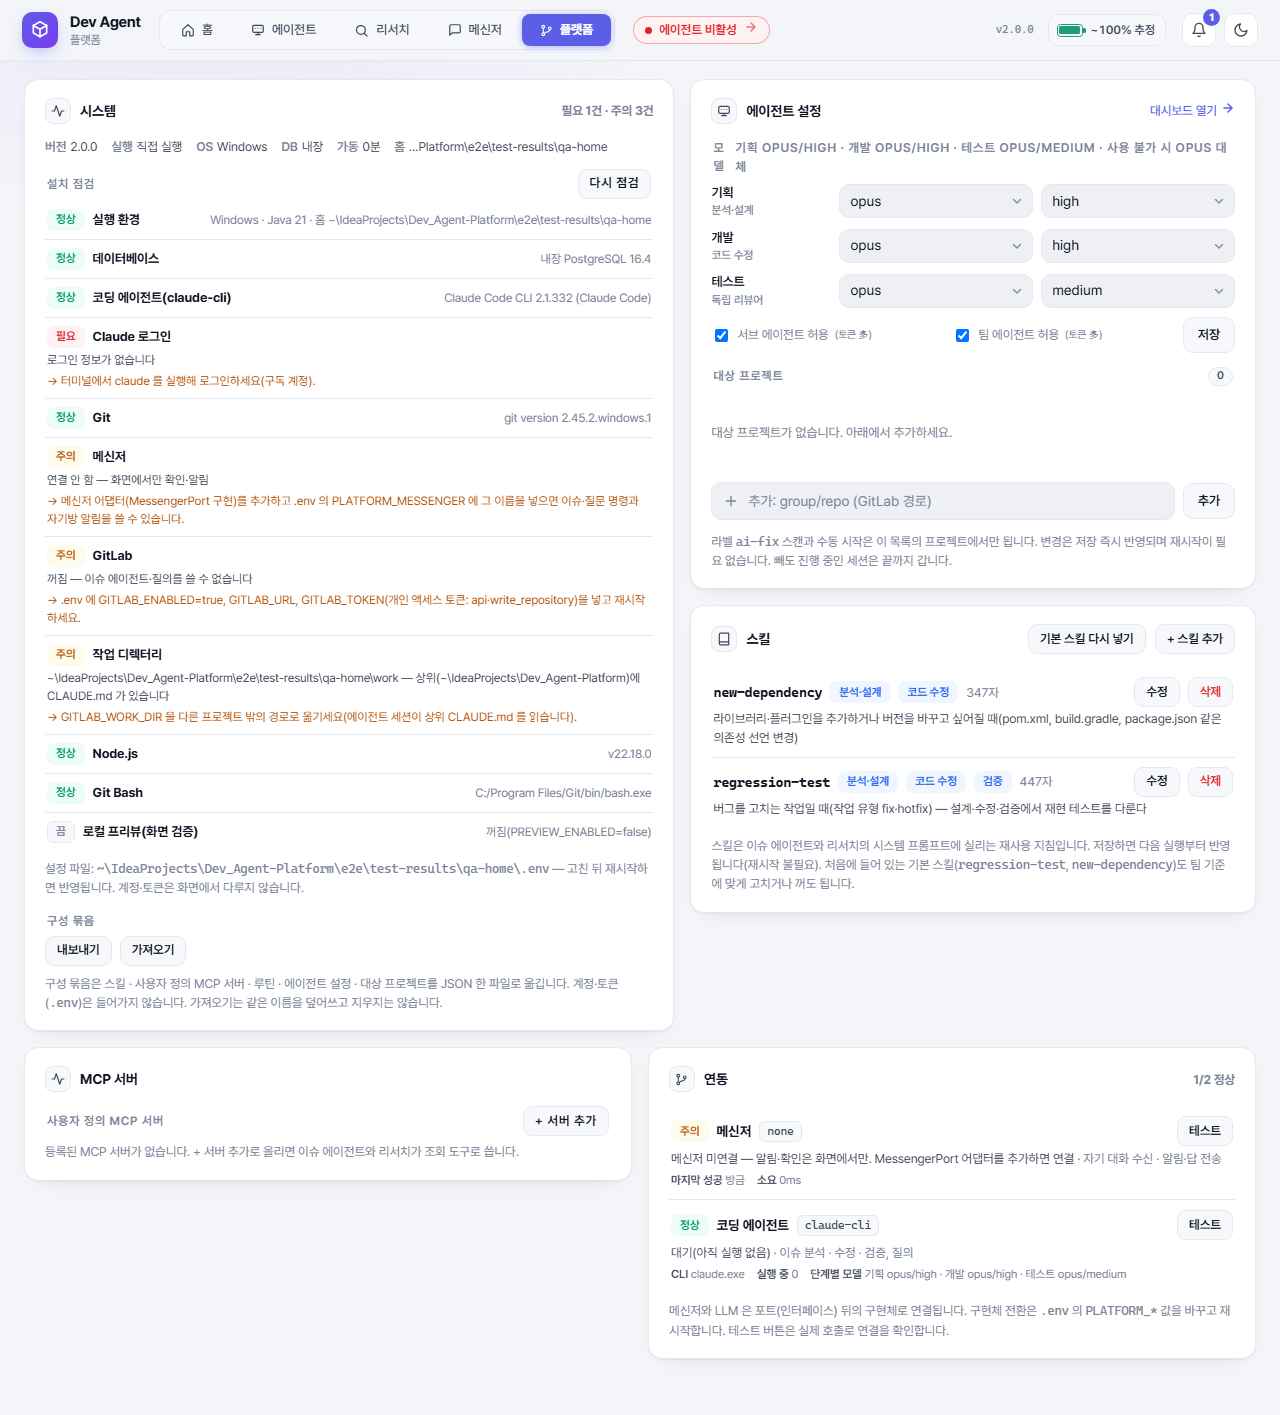 Dev Agent
플랫폼
홈
에이전트
리서치
메신저
플랫폼
에이전트 비활성 →
v2.0.0
~100% 추정
1
시스템
필요 1건 · 주의 3건
버전 2.0.0 실행 직접 실행 OS Windows DB 내장 가동 0분 홈 …Platform\e2e\test-results\qa-home
설치 점검
다시 점검
정상 실행 환경 Windows · Java 21 · 홈 ~\IdeaProjects\Dev_Agent-Platform\e2e\test-results\qa-home
정상 데이터베이스 내장 PostgreSQL 16.4
정상 코딩 에이전트(claude-cli) Claude Code CLI 2.1.332 (Claude Code)
필요 Claude 로그인
로그인 정보가 없습니다
→ 터미널에서 claude 를 실행해 로그인하세요(구독 계정).
정상 Git git version 2.45.2.windows.1
주의 메신저
연결 안 함 — 화면에서만 확인·알림
→ 메신저 어댑터(MessengerPort 구현)를 추가하고 .env 의 PLATFORM_MESSENGER 에 그 이름을 넣으면 이슈·질문 명령과
자기방 알림을 쓸 수 있습니다.
주의 GitLab
꺼짐 — 이슈 에이전트·질의를 쓸 수 없습니다
→ .env 에 GITLAB_ENABLED=true, GITLAB_URL, GITLAB_TOKEN(개인 액세스 토큰: api·write_repository)을 넣고 재시작
하세요.
주의 작업 디렉터리
~\IdeaProjects\Dev_Agent-Platform\e2e\test-results\qa-home\work — 상위(~\IdeaProjects\Dev_Agent-Platform)에
CLAUDE.md 가 있습니다
→ GITLAB_WORK_DIR 을 다른 프로젝트 밖의 경로로 옮기세요(에이전트 세션이 상위 CLAUDE.md 를 읽습니다).
정상 Node.js v22.18.0
정상 Git Bash C:/Program Files/Git/bin/bash.exe
끔 로컬 프리뷰(화면 검증) 꺼짐(PREVIEW_ENABLED=false)
설정 파일: ~\IdeaProjects\Dev_Agent-Platform\e2e\test-results\qa-home\.env — 고친 뒤 재시작하
면 반영됩니다. 계정·토큰은 화면에서 다루지 않습니다.
구성 묶음
내보내기
가져오기
구성 묶음은 스킬 · 사용자 정의 MCP 서버 · 루틴 · 에이전트 설정 · 대상 프로젝트를 JSON 한 파일로 옮깁니다. 계정·토큰
(.env)은 들어가지 않습니다. 가져오기는 같은 이름을 덮어쓰고 지우지는 않습니다.
에이전트 설정
대시보드 열기 →
모 기획 OPUS/HIGH · 개발 OPUS/HIGH · 테스트 OPUS/MEDIUM · 사용 불가 시 OPUS 대
델 체
기획
분석·설계
opus
high
개발
코드 수정
opus
high
테스트
독립 리뷰어
opus
medium
서브 에이전트 허용 (토큰 多)
팀 에이전트 허용 (토큰 多)
저장
대상 프로젝트
0
대상 프로젝트가 없습니다. 아래에서 추가하세요.
추가: group/repo (GitLab 경로)
추가
라벨 ai-fix 스캔과 수동 시작은 이 목록의 프로젝트에서만 됩니다. 변경은 저장 즉시 반영되며 재시작이 필
요 없습니다. 빼도 진행 중인 세션은 끝까지 갑니다.
스킬
기본 스킬 다시 넣기
+ 스킬 추가
new-dependency 분석·설계 코드 수정 347자
수정
삭제
라이브러리·플러그인을 추가하거나 버전을 바꾸고 싶어질 때(pom.xml, build.gradle, package.json 같은
의존성 선언 변경)
regression-test 분석·설계 코드 수정 검증 447자
수정
삭제
버그를 고치는 작업일 때(작업 유형 fix·hotfix) — 설계·수정·검증에서 재현 테스트를 다룬다
스킬은 이슈 에이전트와 리서치의 시스템 프롬프트에 실리는 재사용 지침입니다. 저장하면 다음 실행부터 반영
됩니다(재시작 불필요). 처음에 들어 있는 기본 스킬(regression-test, new-dependency)도 팀 기준
에 맞게 고치거나 꺼도 됩니다.
MCP 서버
사용자 정의 MCP 서버
+ 서버 추가
등록된 MCP 서버가 없습니다. + 서버 추가로 올리면 이슈 에이전트와 리서치가 조회 도구로 씁니다.
연동
1/2 정상
주의 메신저 none
테스트
메신저 미연결 — 알림·확인은 화면에서만. MessengerPort 어댑터를 추가하면 연결 · 자기 대화 수신 · 알림·답 전송
마지막 성공 방금 소요 0ms
정상 코딩 에이전트 claude-cli
테스트
대기(아직 실행 없음) · 이슈 분석 · 수정 · 검증, 질의
CLI claude.exe 실행 중 0 단계별 모델 기획 opus/high · 개발 opus/high · 테스트 opus/medium
메신저와 LLM 은 포트(인터페이스) 뒤의 구현체로 연결됩니다. 구현체 전환은 .env 의 PLATFORM_* 값을 바꾸고 재
시작합니다. 테스트 버튼은 실제 호출로 연결을 확인합니다.